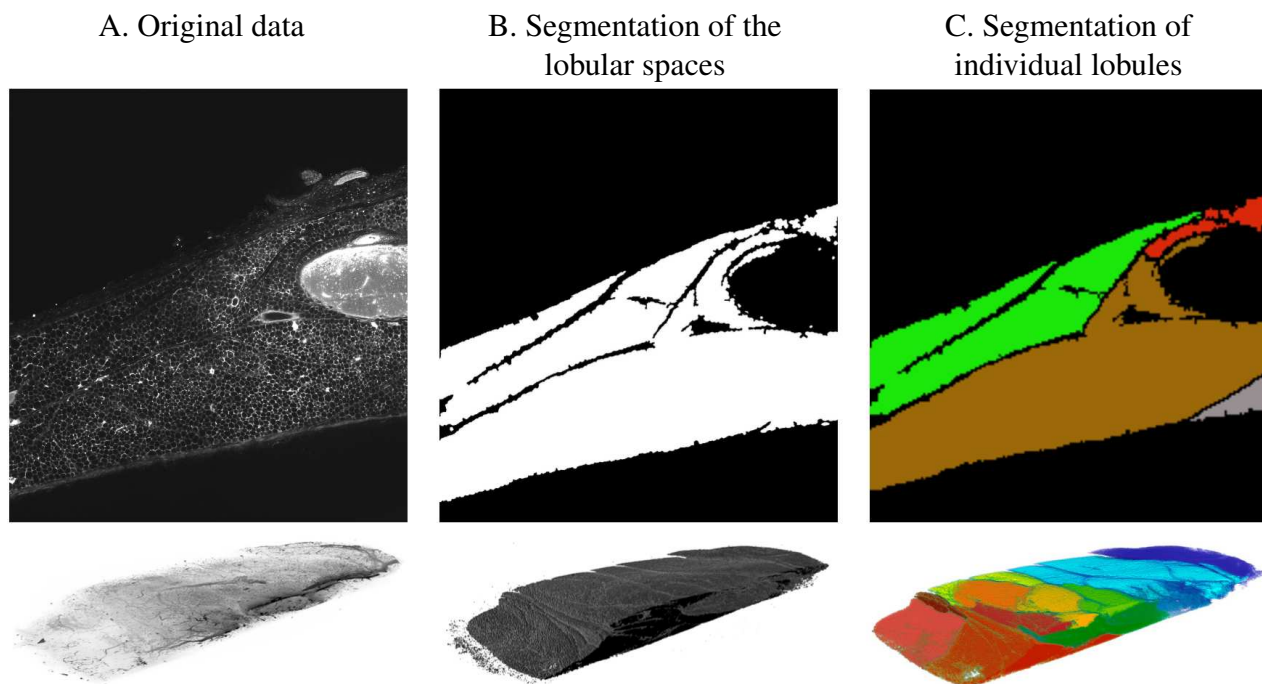 A. Original data
B. Segmentation of the
lobular spaces
C. Segmentation of
individual lobules